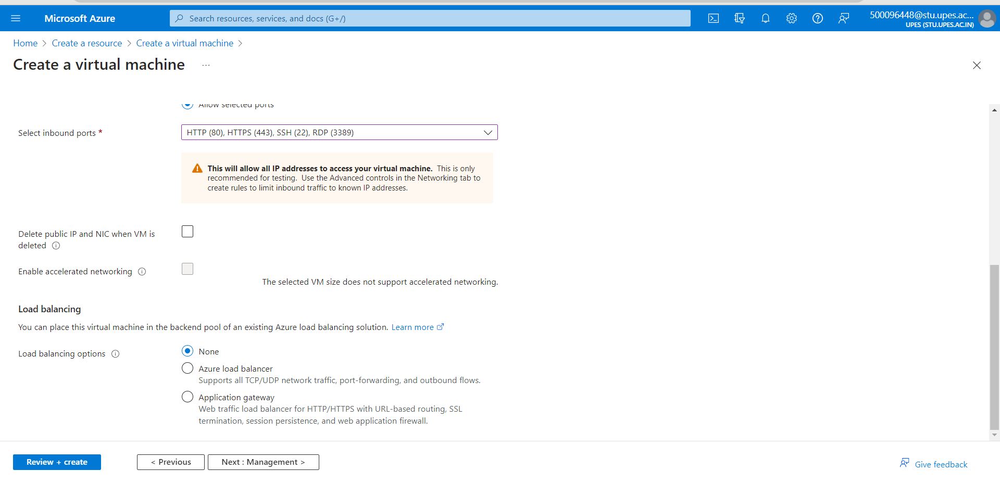 Microsoft Azure
Search resources, services, and docs (G+/)
500096448@stu.upes.ac...
UPES (STU.UPES.AC.IN)
Home > Create a resource > Create a virtual machine >
Create a virtual machine ...
Allow selected ports
Select inbound ports *
HTTP (80), HTTPS (443), SSH (22), RDP (3389)
This will allow all IP addresses to access your virtual machine. This is only
recommended for testing. Use the Advanced controls in the Networking tab to
create rules to limit inbound traffic to known IP addresses.
Delete public IP and NIC when VM is
deleted
Enable accelerated networking
The selected VM size does not support accelerated networking.
Load balancing
You can place this virtual machine in the backend pool of an existing Azure load balancing solution. Learn more
Load balancing options
None
Azure load balancer
Supports all TCP/UDP network traffic, port-forwarding, and outbound flows.
Application gateway
Web traffic load balancer for HTTP/HTTPS with URL-based routing, SSL
termination, session persistence, and web application firewall.
Review + create
< Previous
Next : Management >
Give feedback